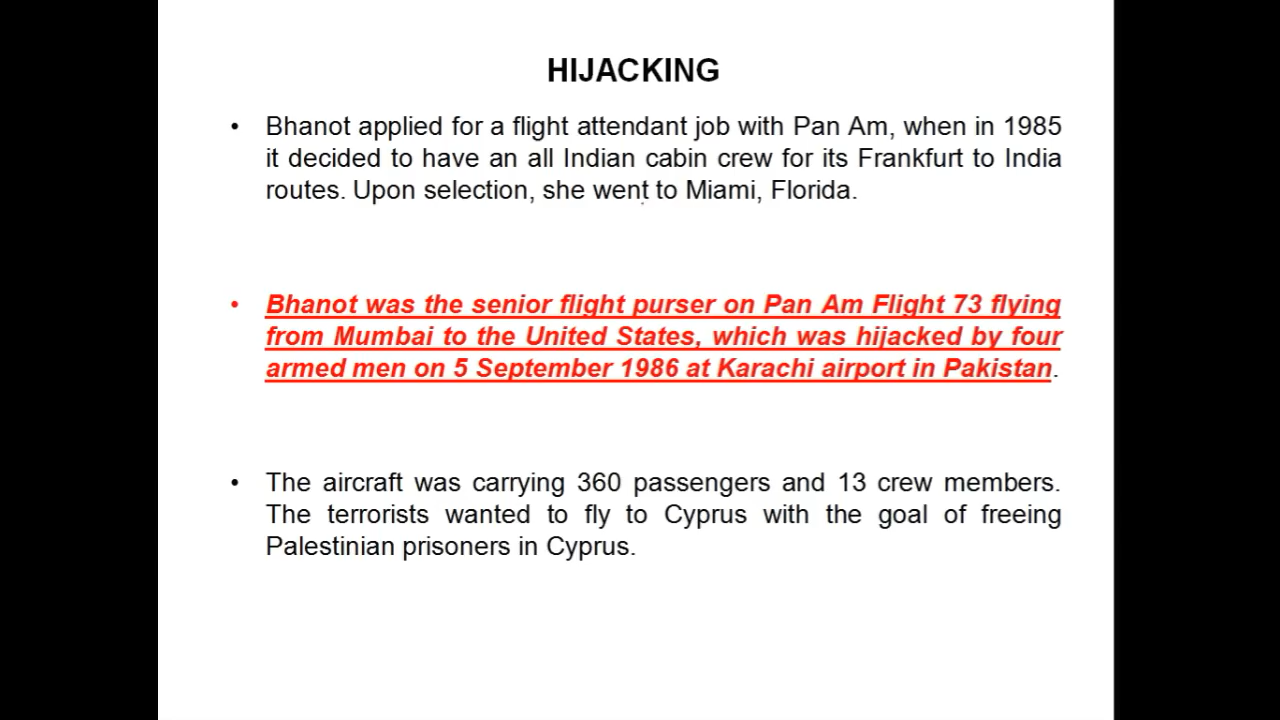 HIJACKING
• Bhanot applied for a flight attendant job with Pan Am, when in 1985
it decided to have an all Indian cabin crew for its Frankfurt to India
routes. Upon selection, she went to Miami, Florida.
• Bhanot was the senior flight purser on Pan Am Flight 73 flying
from Mumbai to the United States, which was hijacked by four
armed men on 5 September 1986 at Karachi airport in Pakistan.
• The aircraft was carrying 360 passengers and 13 crew members.
The terrorists wanted to fly to Cyprus with the goal of freeing
Palestinian prisoners in Cyprus.